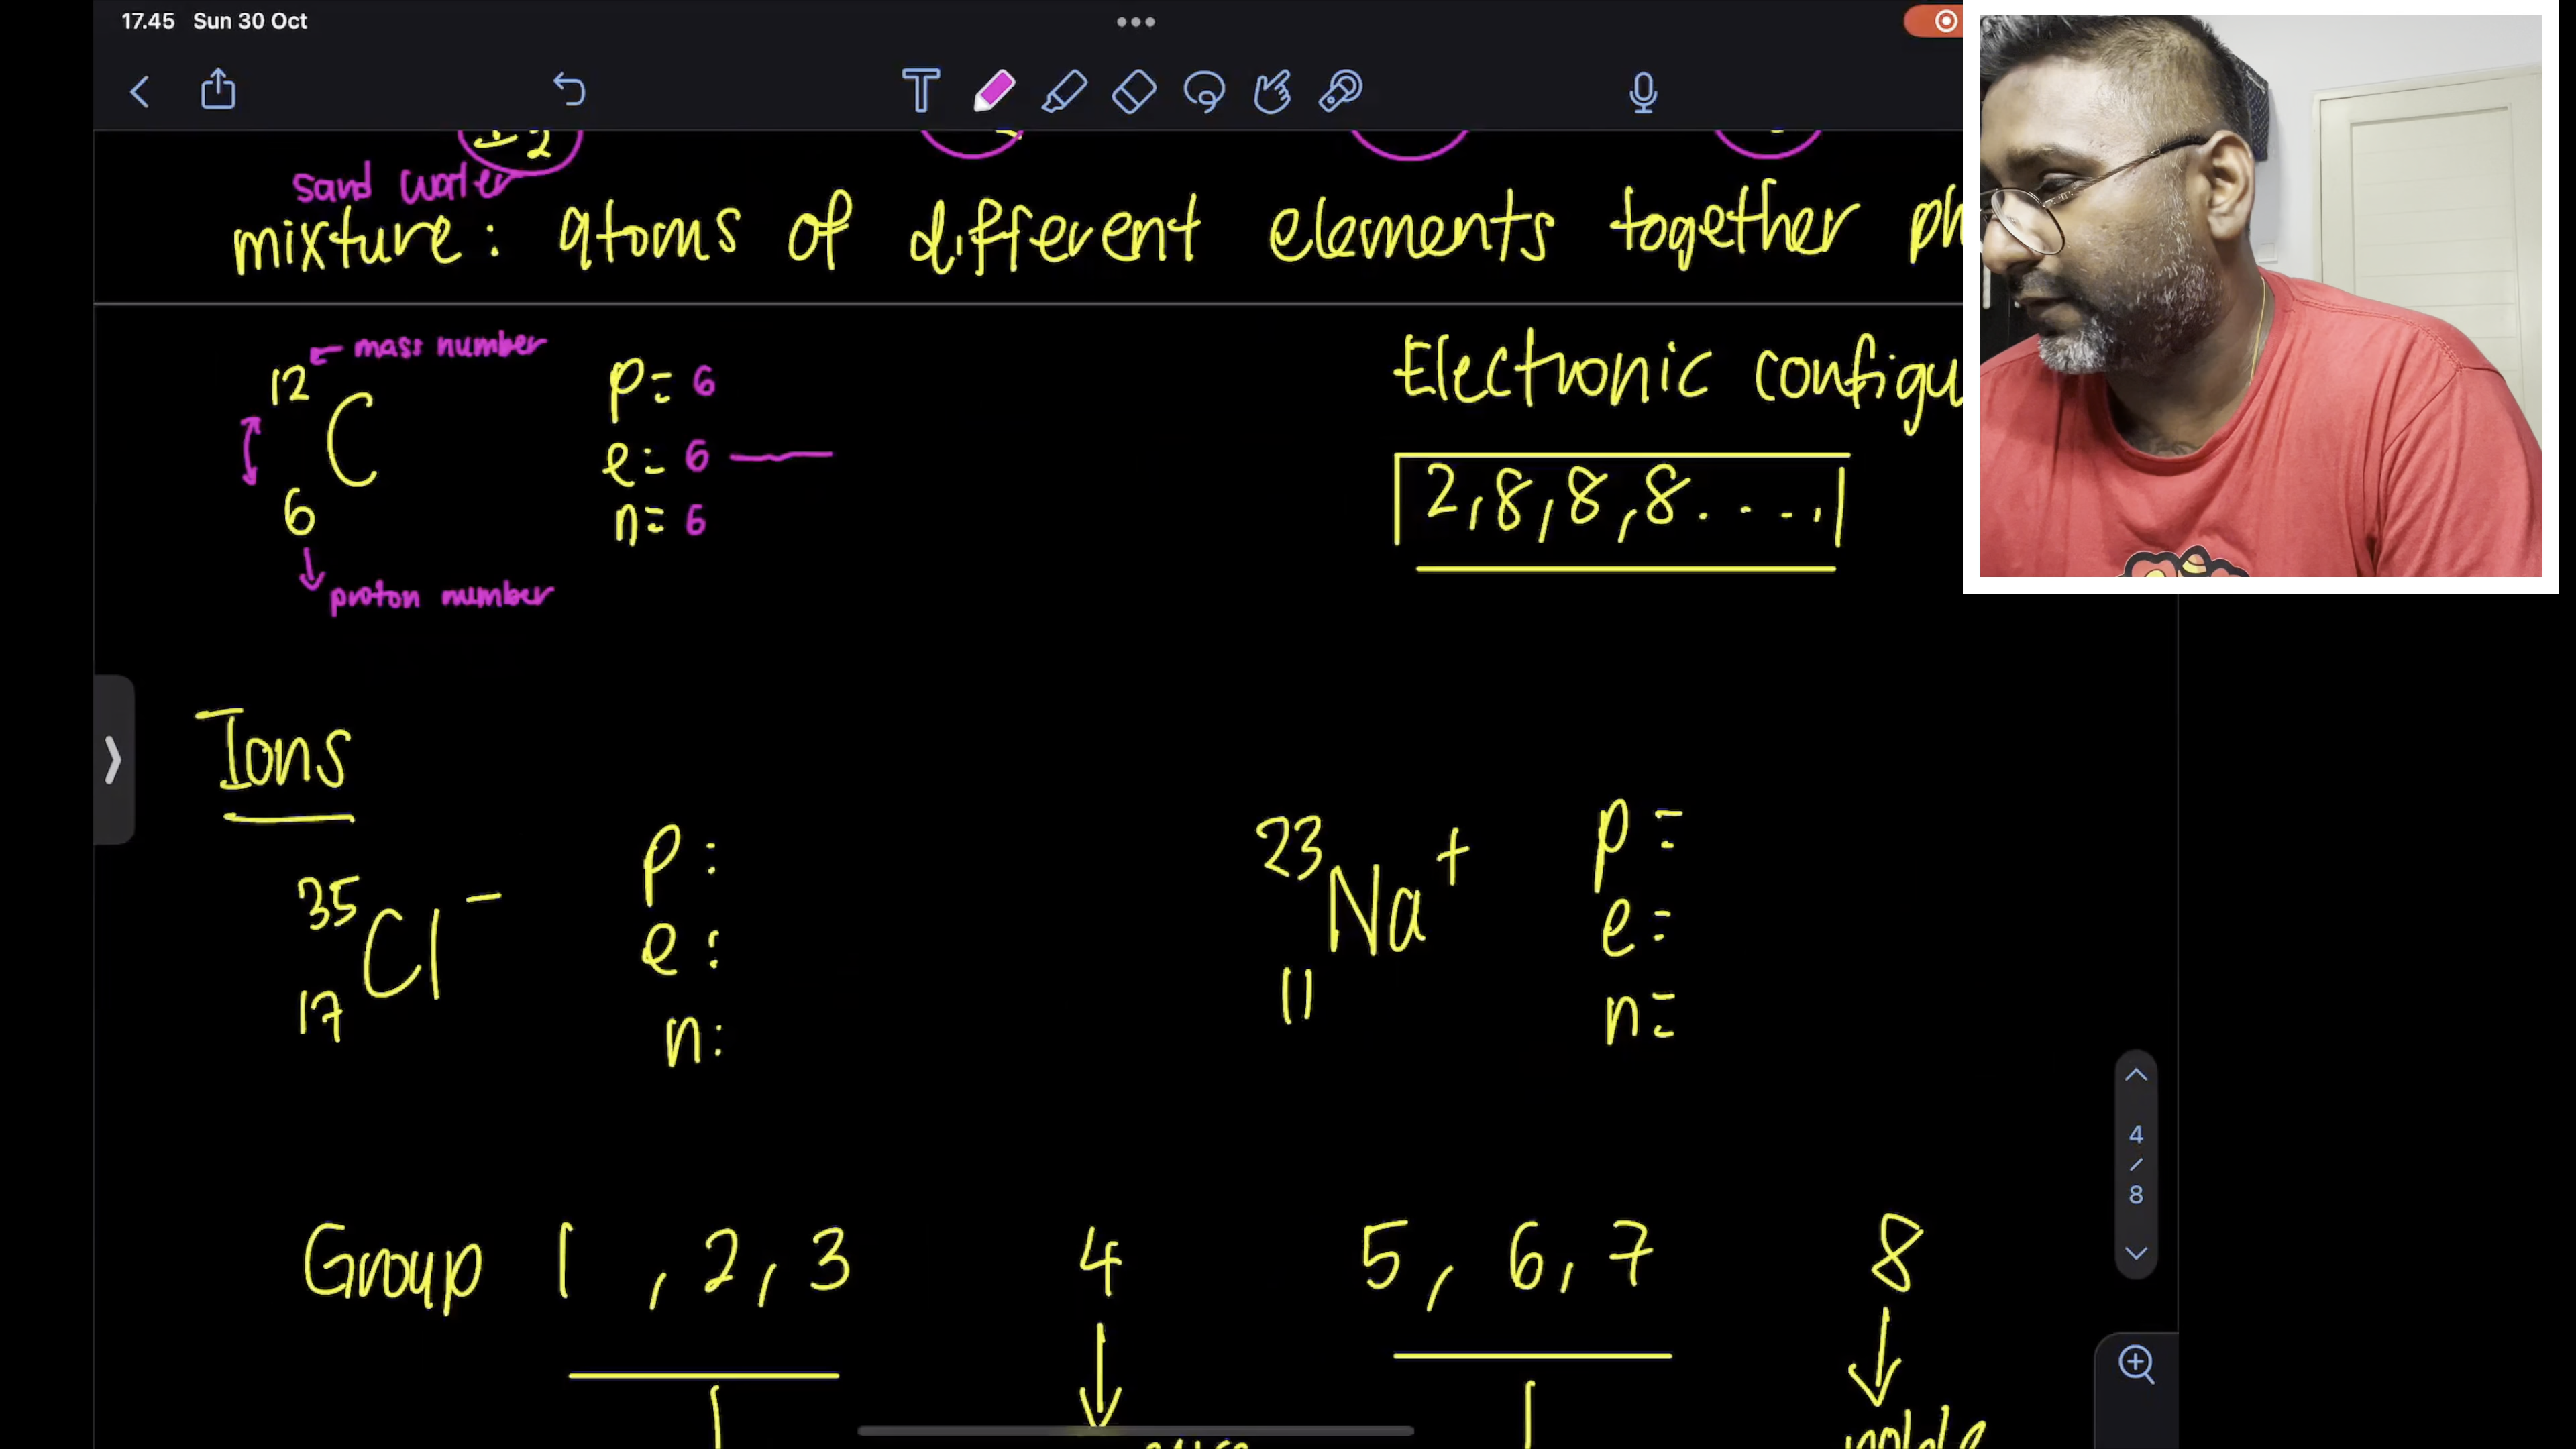 17.45 Sun 30 Oct
T
sand water
mixture: atoms of different elements together ph
12 ← mass number
C
6
proton number
p= 6
e= 6
n= 6
Electronic configu
2,8,8,8....
Ions
35
Cl-
17
p:
e:
n:
23
Na+
11
p=
e=
n=
4
/
8
Group 1 , 2, 3 4 5, 6, 7 8
noble